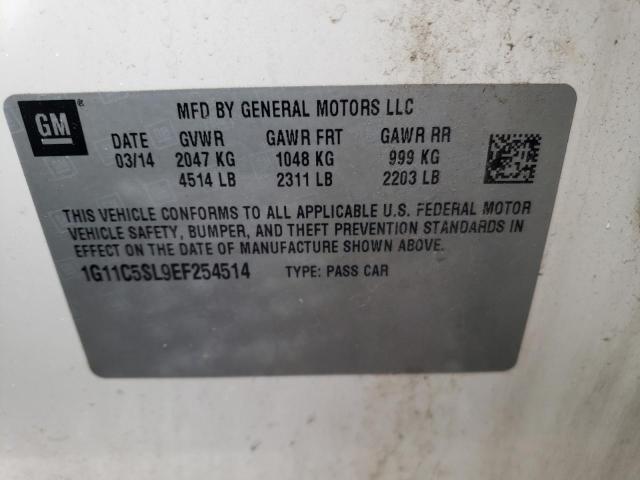 GM ®
MFD BY GENERAL MOTORS LLC
DATE GVWR GAWR FRT GAWR RR
03/14 2047 KG 1048 KG 999 KG
4514 LB 2311 LB 2203 LB
THIS VEHICLE CONFORMS TO ALL APPLICABLE U.S. FEDERAL MOTOR
VEHICLE SAFETY, BUMPER, AND THEFT PREVENTION STANDARDS IN
EFFECT ON THE DATE OF MANUFACTURE SHOWN ABOVE.
1G11C5SL9EF254514 TYPE: PASS CAR